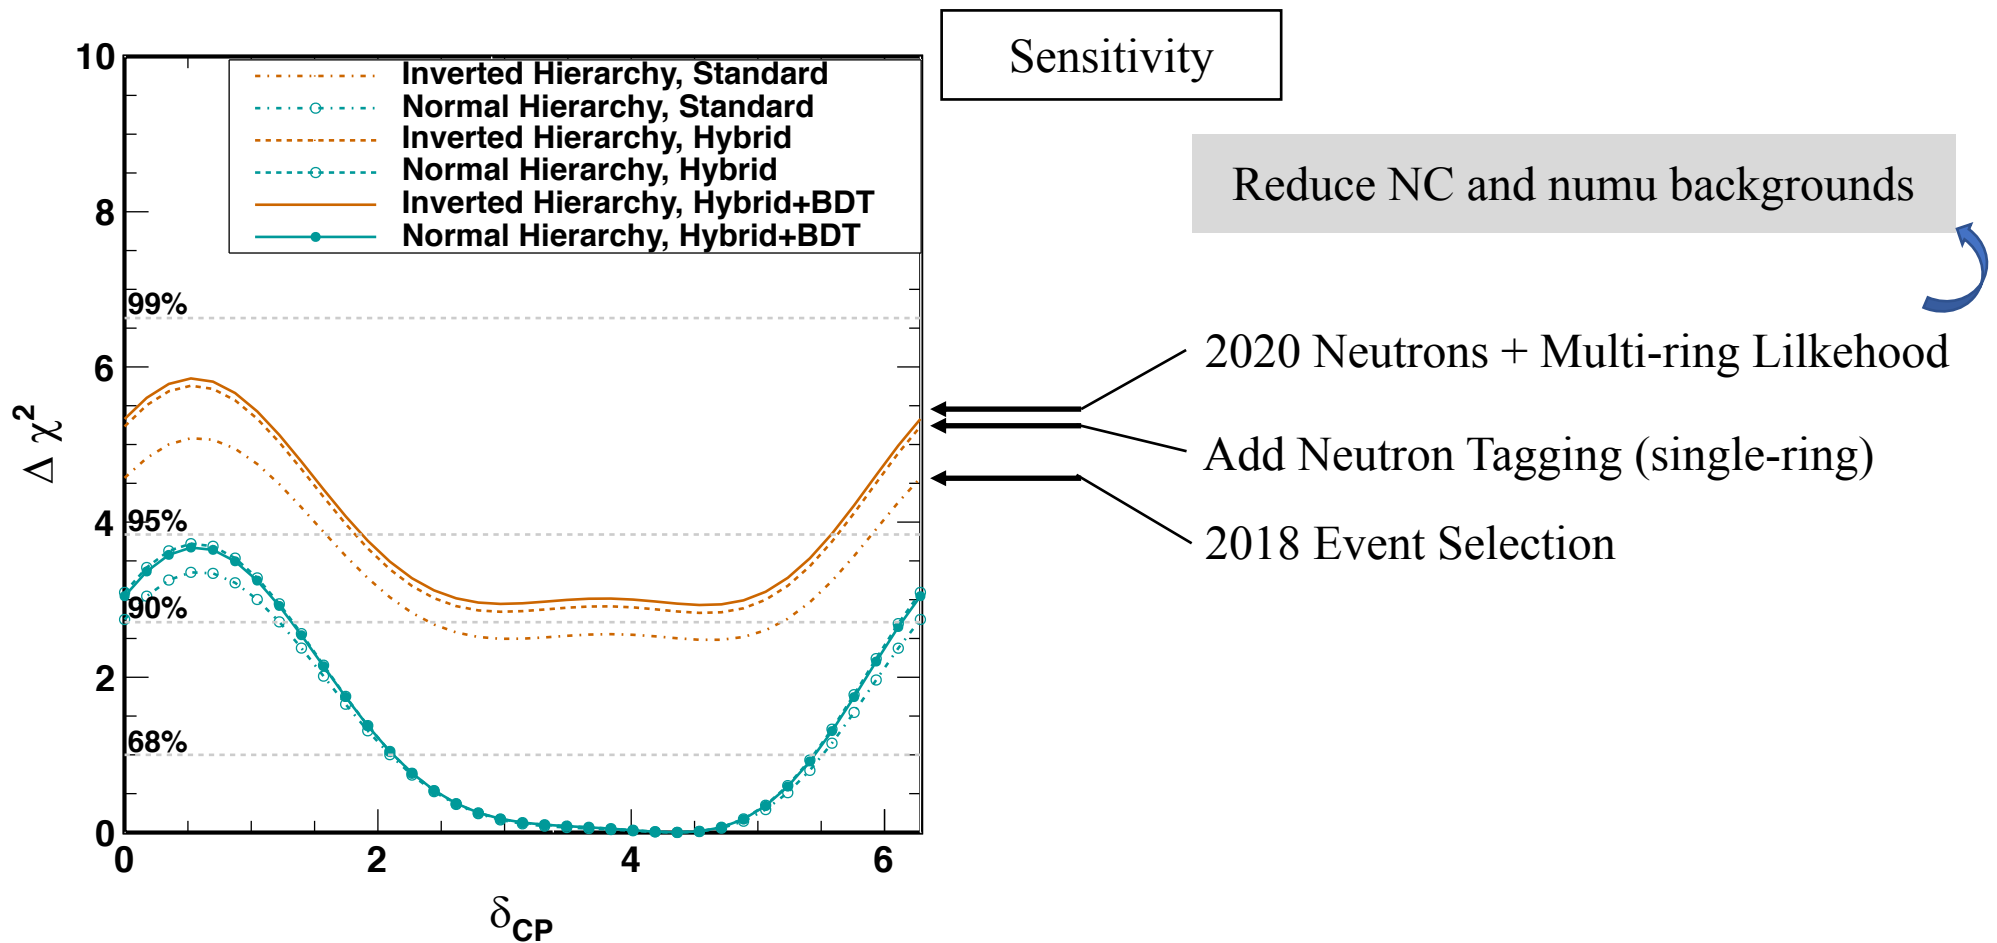 Sensitivity
10
8
6
4
2
0
Inverted Hierarchy, Standard
Normal Hierarchy, Standard
Inverted Hierarchy, Hybrid
Normal Hierarchy, Hybrid
Inverted Hierarchy, Hybrid+BDT
Normal Hierarchy, Hybrid+BDT
99%
95%
90%
68%
Δ χ²
0 2 4 6
δCP
Reduce NC and numu backgrounds
2020 Neutrons + Multi-ring Lilkehood
Add Neutron Tagging (single-ring)
2018 Event Selection